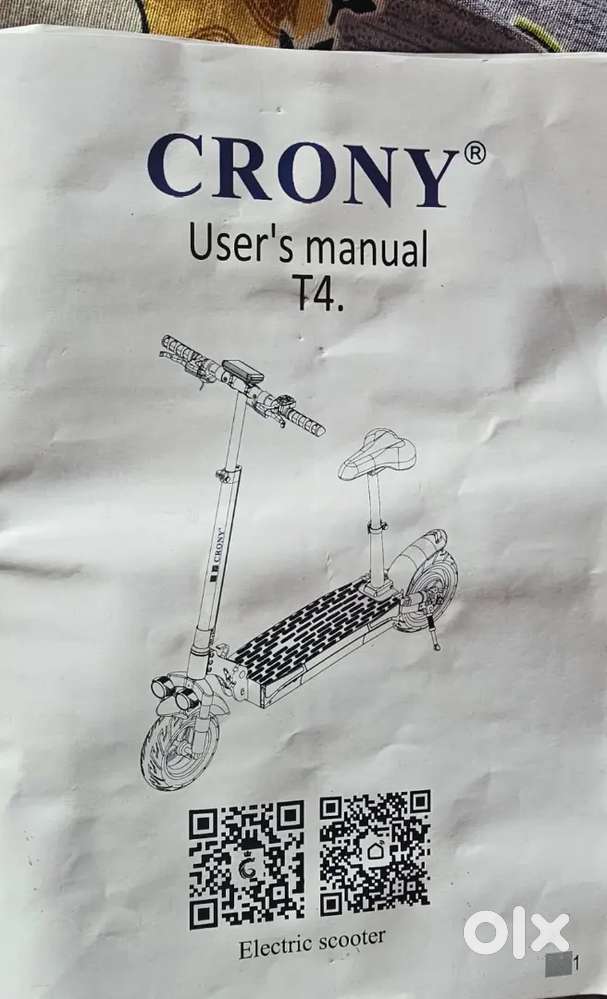 CRONY®
User's manual
T4.
CRONY®
Electric scooter
olx
1